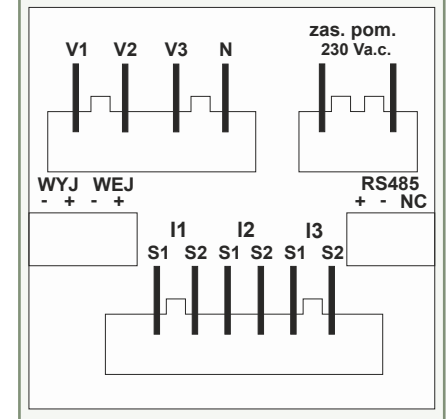 zas. pom.
V1 V2 V3 N 230 Va.c.
WYJ WEJ RS485
- + - + + - NC
I1 I2 I3
S1 S2 S1 S2 S1 S2